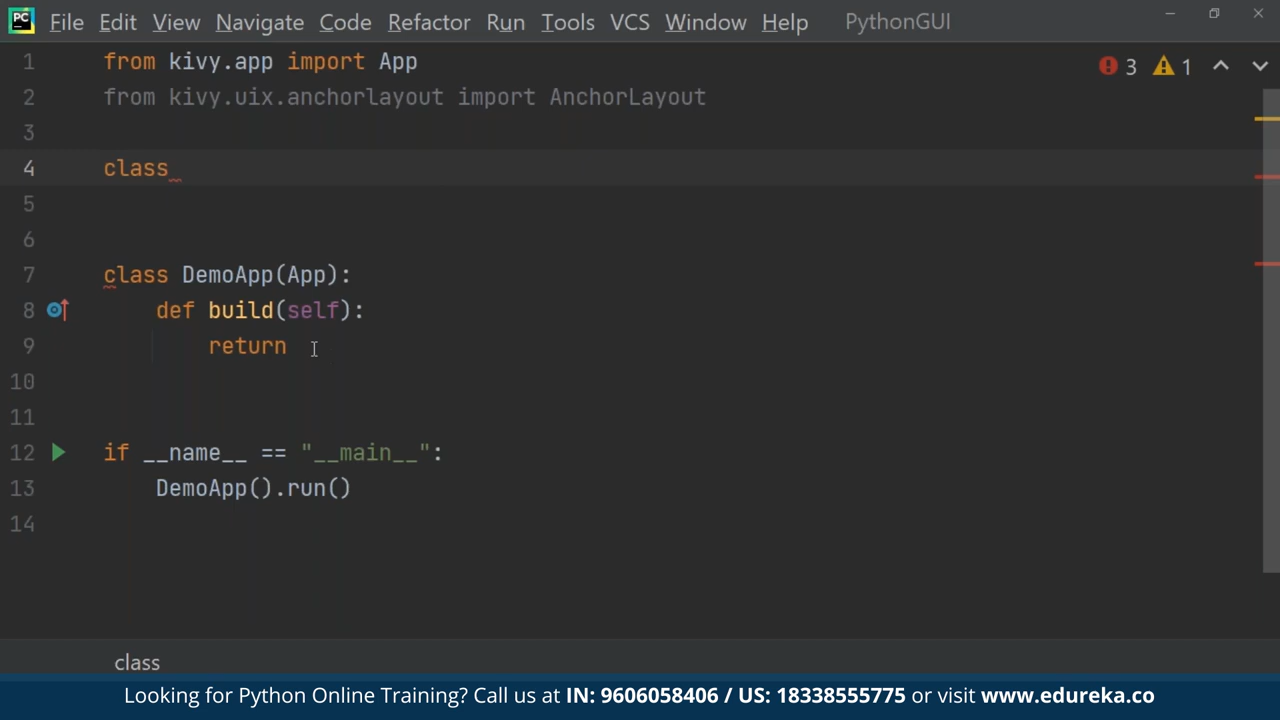 PC File Edit View Navigate Code Refactor Run Tools VCS Window Help PythonGUI
1 from kivy.app import App 3 1
2 from kivy.uix.anchorlayout import AnchorLayout
3
4 class
5
6
7 class DemoApp(App):
8 def build(self):
9 return
10
11
12 if __name__ == "__main__":
13 DemoApp().run()
14
class
Looking for Python Online Training? Call us at IN: 9606058406 / US: 18338555775 or visit www.edureka.co